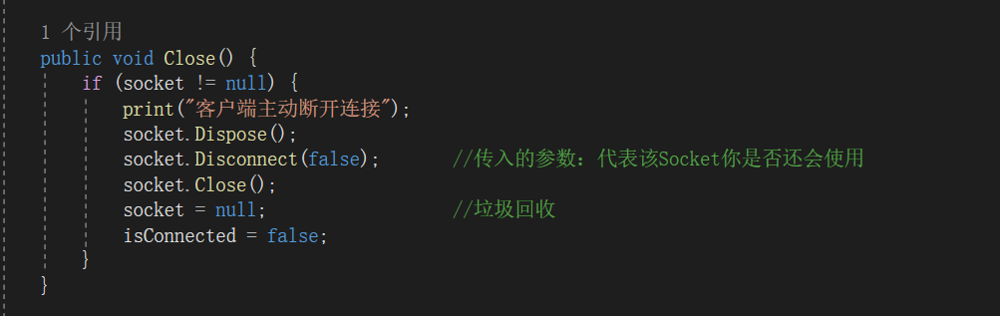 1 个引用
public void Close() {
if (socket != null) {
print("客户端主动断开连接");
socket.Dispose();
socket.Disconnect(false); //传入的参数：代表该Socket你是否还会使用
socket.Close();
socket = null; //垃圾回收
isConnected = false;
}
}